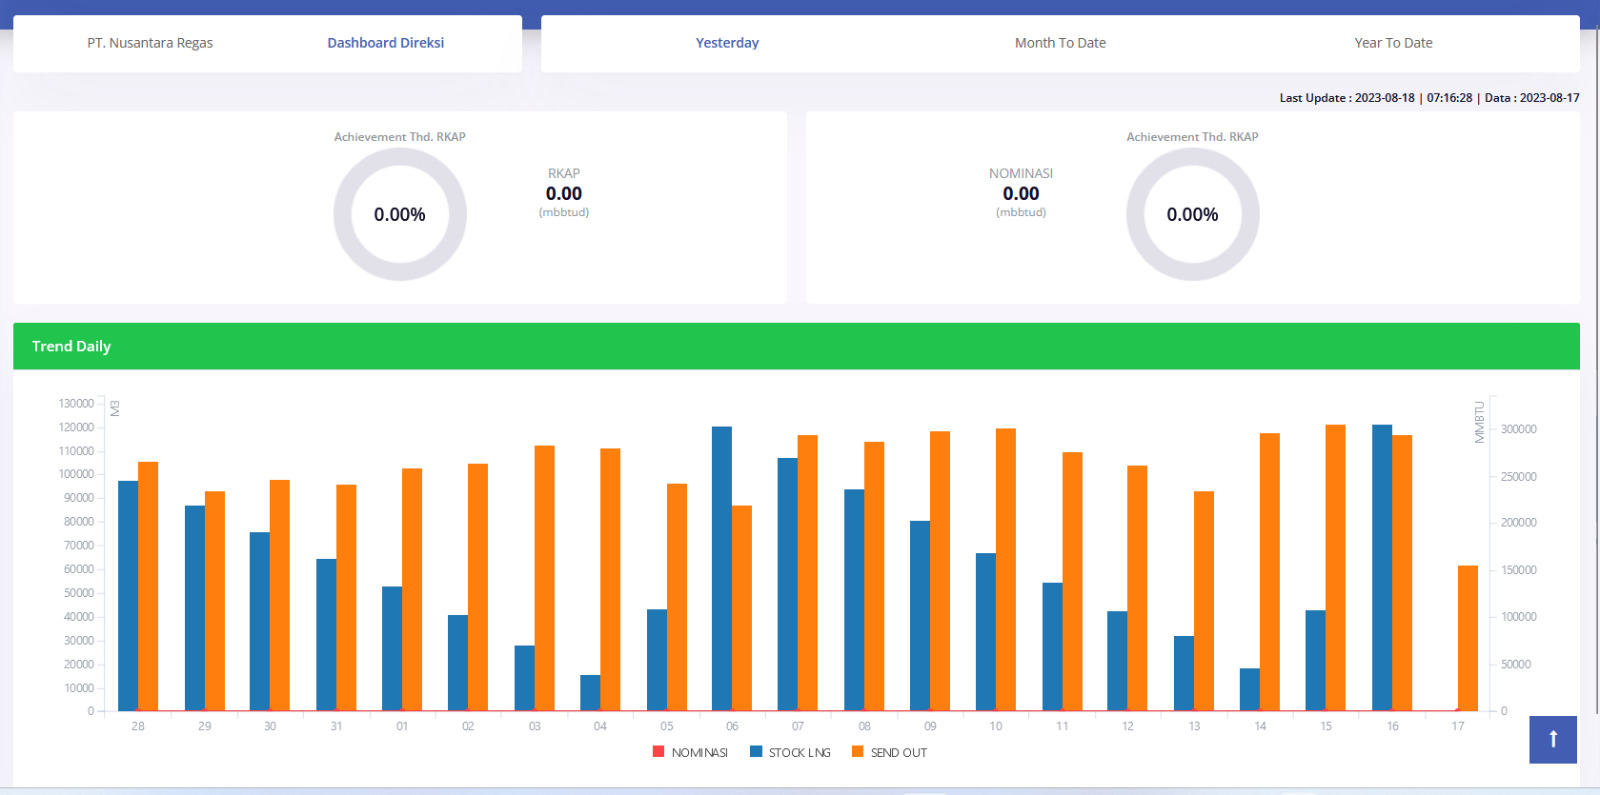 PT. Nusantara Regas
Dashboard Direksi
Yesterday
Month To Date
Year To Date
Last Update : 2023-08-18 | 07:16:28 | Data : 2023-08-17
Achievement Thd. RKAP
0.00%
RKAP
0.00
(mbbtud)
Achievement Thd. RKAP
NOMINASI
0.00
(mbbtud)
0.00%
Trend Daily
M3
130000
120000
110000
100000
90000
80000
70000
60000
50000
40000
30000
20000
10000
0
MMBTU
300000
250000
200000
150000
100000
50000
0
28 29 30 31 01 02 03 04 05 06 07 08 09 10 11 12 13 14 15 16 17
NOMINASI STOCK LNG SEND OUT